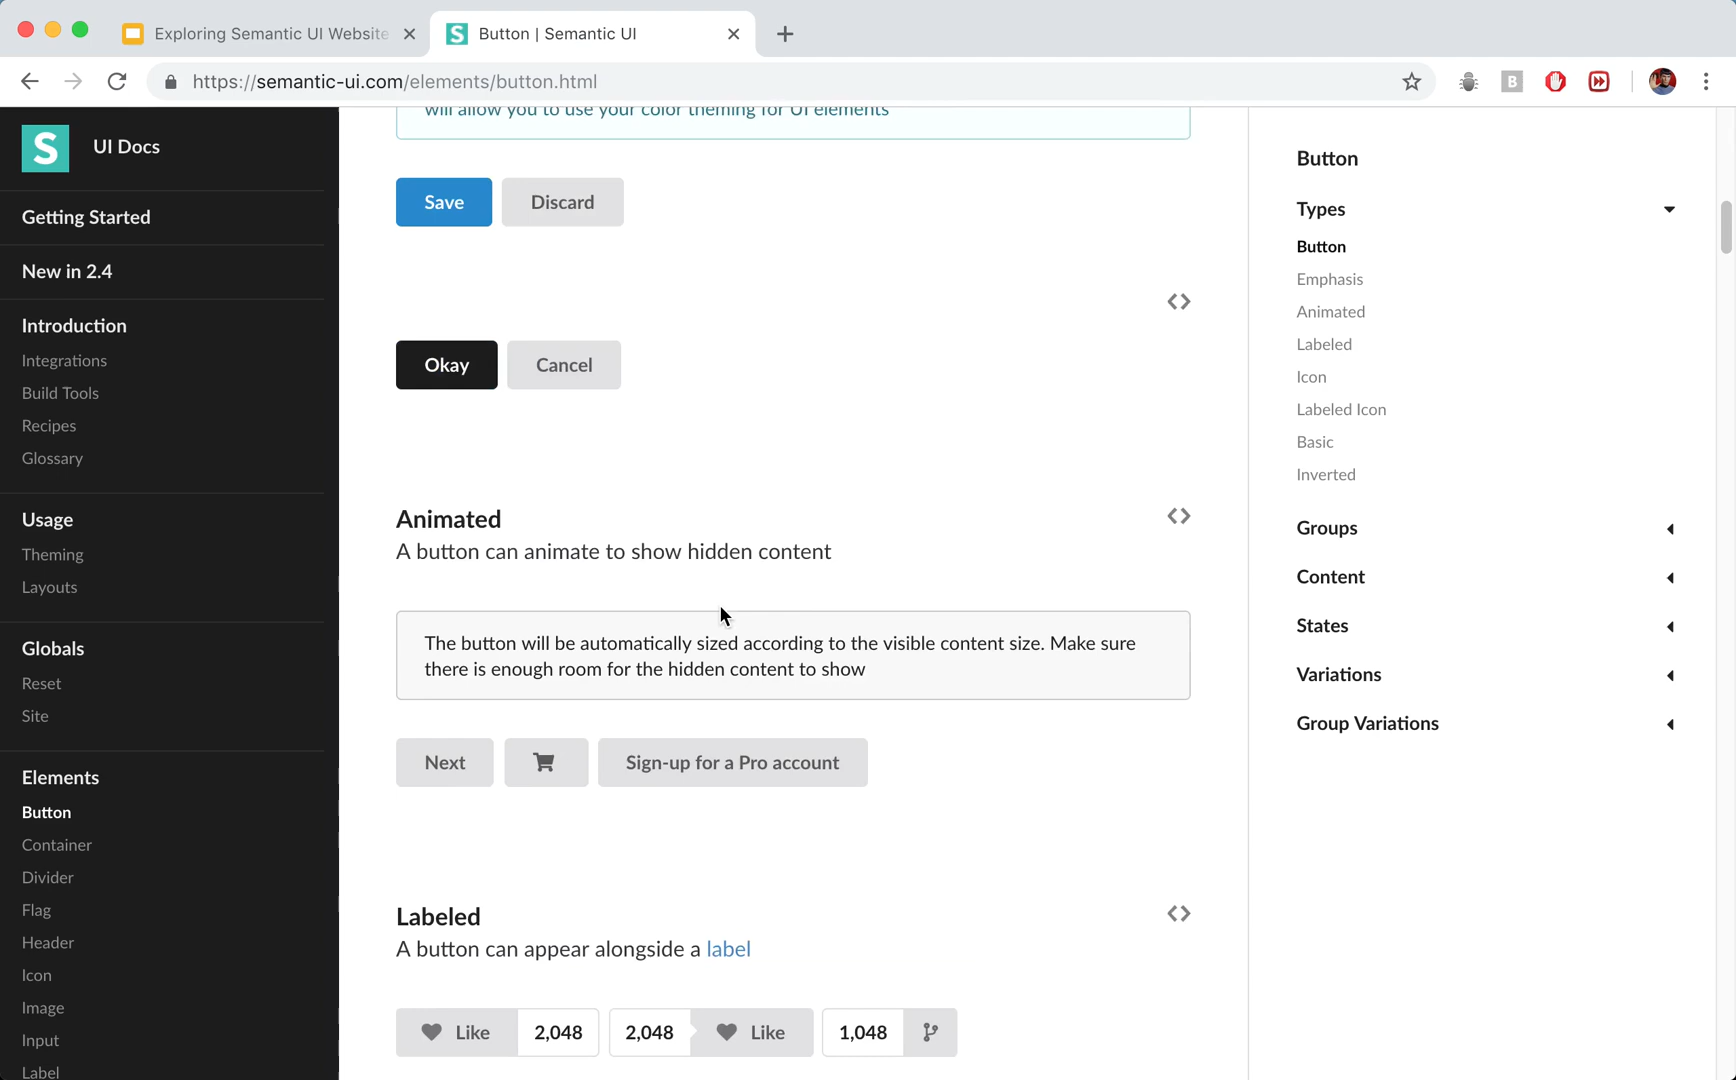 Exploring Semantic UI Website
Button | Semantic UI
https://semantic-ui.com/elements/button.html
UI Docs
Getting Started
New in 2.4
Introduction
Integrations
Build Tools
Recipes
Glossary
Usage
Theming
Layouts
Globals
Reset
Site
Elements
Button
Container
Divider
Flag
Header
Icon
Image
Input
Label
will allow you to use your color theming for UI elements
Save
Discard
Okay
Cancel
Animated
A button can animate to show hidden content
The button will be automatically sized according to the visible content size. Make sure
there is enough room for the hidden content to show
Next
Sign-up for a Pro account
Labeled
A button can appear alongside a label
Like 2,048
2,048 Like
1,048
Button
Types
Button
Emphasis
Animated
Labeled
Icon
Labeled Icon
Basic
Inverted
Groups
Content
States
Variations
Group Variations